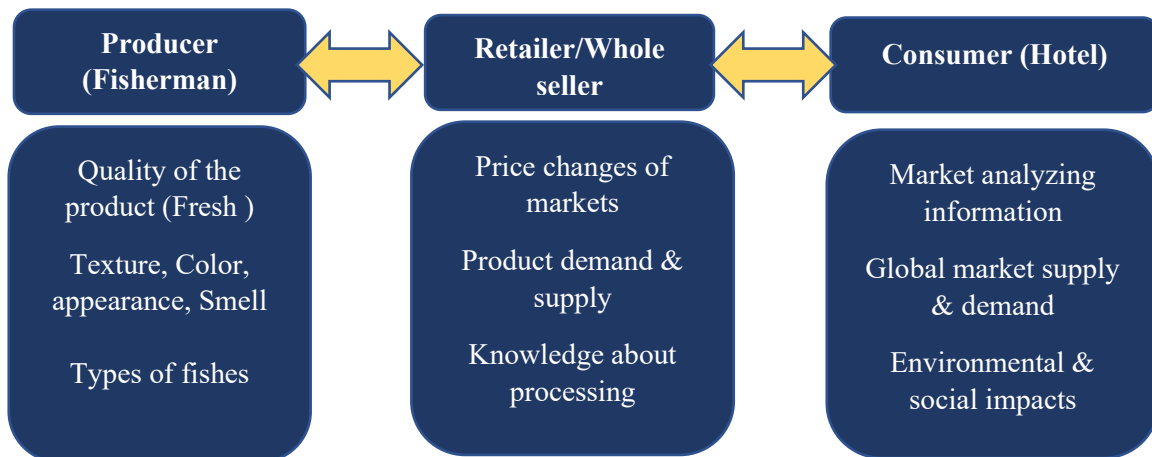 Producer
(Fisherman)
Quality of the
product (Fresh )
Texture, Color,
appearance, Smell
Types of fishes
Retailer/Whole
seller
Price changes of
markets
Product demand &
supply
Knowledge about
processing
Consumer (Hotel)
Market analyzing
information
Global market supply
& demand
Environmental &
social impacts